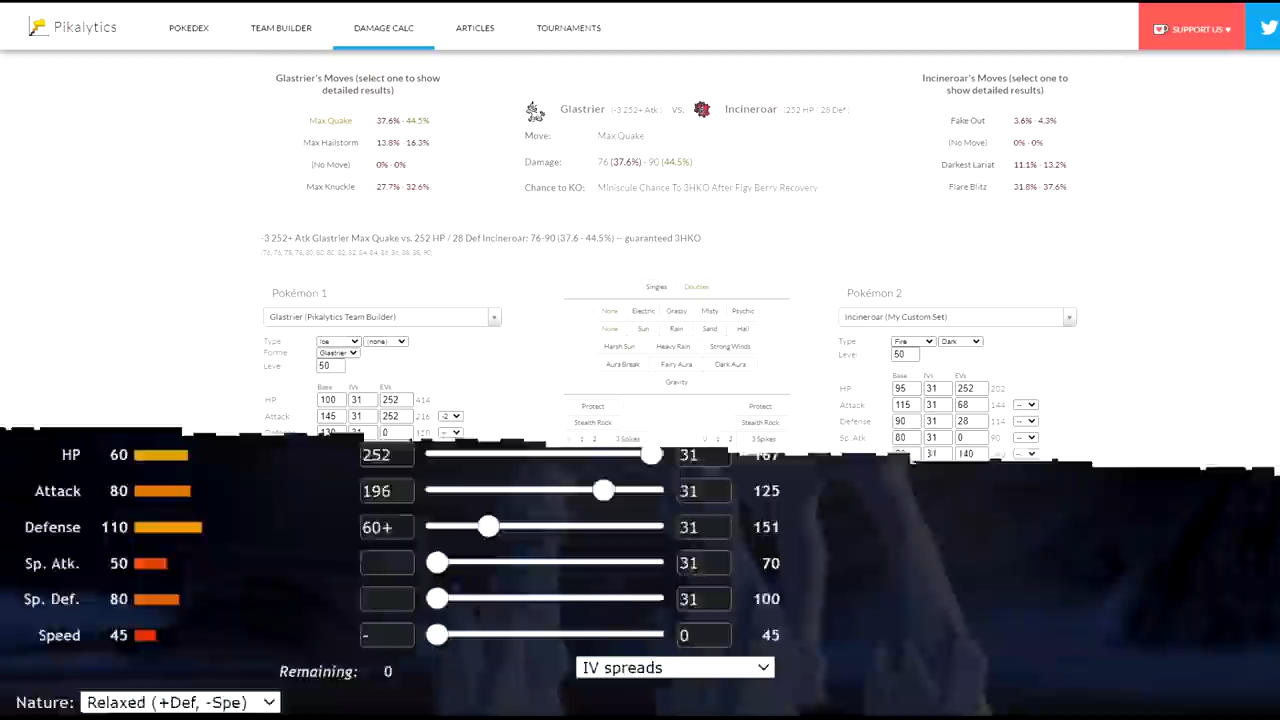 Pikalytics POKEDEX TEAM BUILDER DAMAGE CALC ARTICLES TOURNAMENTS SUPPORT US ♥
Glastrier's Moves (select one to show
detailed results)
Max Quake 37.6% - 44.5%
Max Hailstorm 13.8% - 16.3%
(No Move) 0% - 0%
Max Knuckle 27.7% - 32.6%
Glastrier (-3 252+ Atk ) VS. Incineroar (252 HP / 28 Def )
Move: Max Quake
Damage: 76 (37.6%) - 90 (44.5%)
Chance to KO: Miniscule Chance To 3HKO After Figy Berry Recovery
Incineroar's Moves (select one to
show detailed results)
Fake Out 3.6% - 4.3%
(No Move) 0% - 0%
Darkest Lariat 11.1% - 13.2%
Flare Blitz 31.8% - 37.6%
-3 252+ Atk Glastrier Max Quake vs. 252 HP / 28 Def Incineroar: 76-90 (37.6 - 44.5%) -- guaranteed 3HKO
Pokémon 1
Glastrier (Pikalytics Team Builder)
Type Ice (none)
Forme Glastrier
Level 50
Base IVs EVs
HP 100 31 252 414
Attack 145 31 252 216 -2
Singles Doubles
None Electric Grassy Misty Psychic
None Sun Rain Sand Hail
Harsh Sun Heavy Rain Strong Winds
Aura Break Fairy Aura Dark Aura
Gravity
Protect Protect
Stealth Rock Stealth Rock
3 Spikes 3 Spikes
Pokémon 2
Incineroar (My Custom Set)
Type Fire Dark
Level 50
Base IVs EVs
HP 95 31 252 202
Attack 115 31 68 144 --
Defense 90 31 28 114 --
Sp. Atk 80 31 0 90 --
HP 60 252 31 167
Attack 80 196 31 125
Defense 110 60+ 31 151
Sp. Atk. 50 31 70
Sp. Def. 80 31 100
Speed 45 - 0 45
Remaining: 0 IV spreads
Nature: Relaxed (+Def, -Spe)